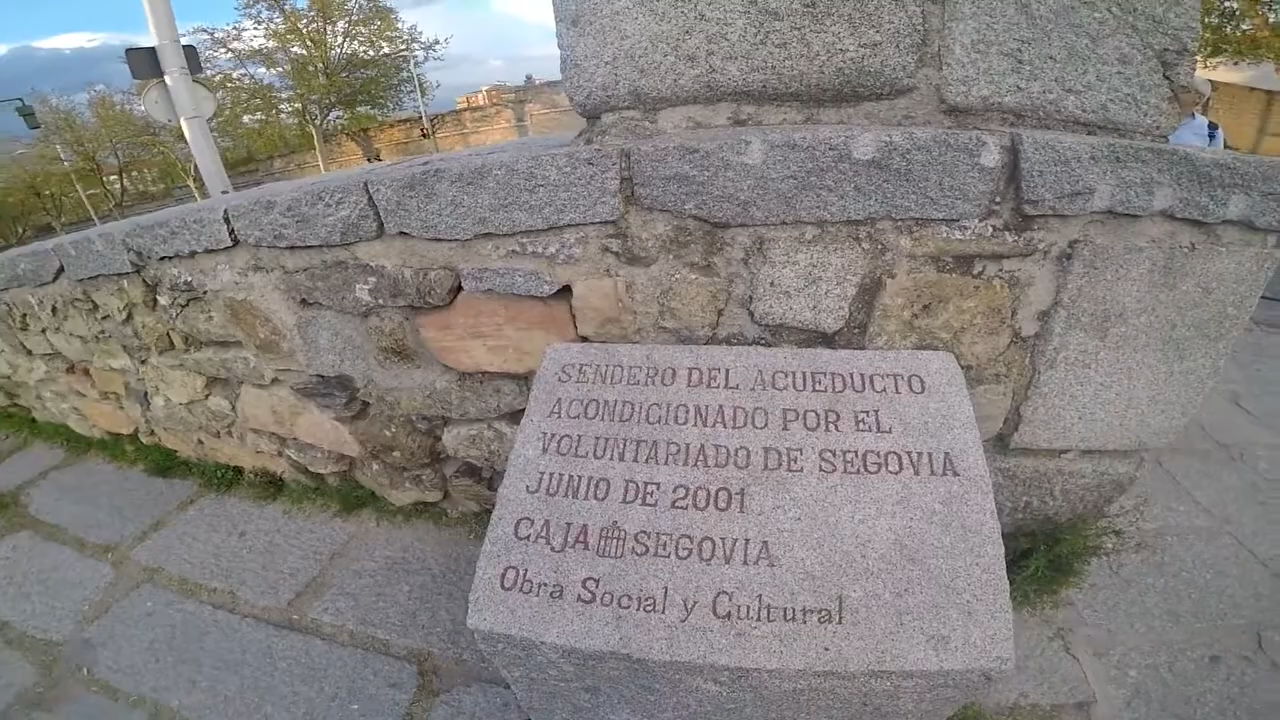 SENDERO DEL ACUEDUCTO
ACONDICIONADO POR EL
VOLUNTARIADO DE SEGOVIA
JUNIO DE 2001
CAJA SEGOVIA
Obra Social y Cultural